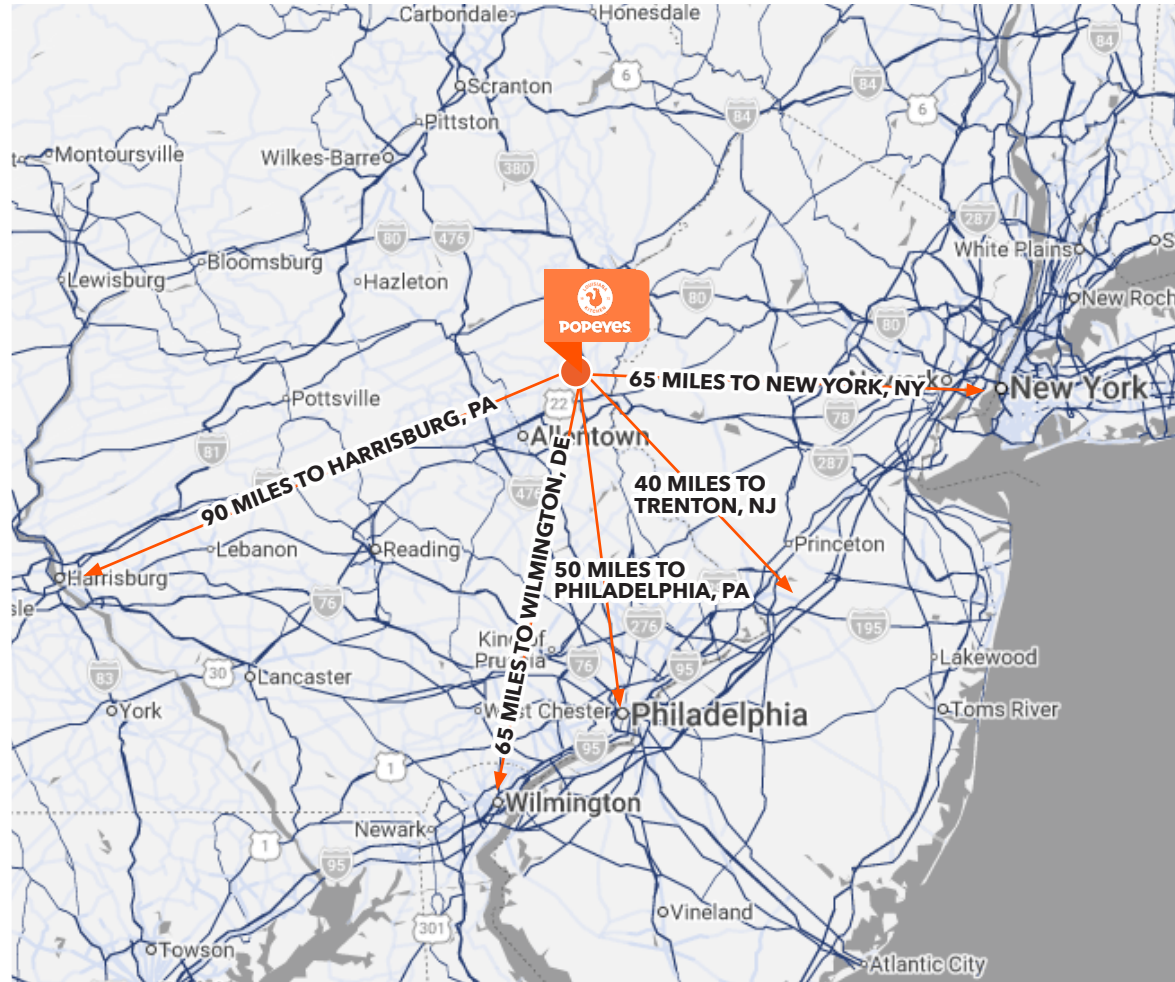 Carbondale
Honesdale
84
6
Scranton
84
6
84
Pittston
Montoursville
Wilkes-Barre
380
287
80
476
White Plains
Bloomsburg
Lewisburg
Hazleton
80
New Roch
LOUISIANA
KITCHEN
POPEYES
80
65 MILES TO NEW YORK, NY
New York
Pottsville
22
78
Allentown
81
287
90 MILES TO HARRISBURG, PA
476
40 MILES TO
TRENTON, NJ
65 MILES TO WILMINGTON, DE
Lebanon
Reading
Princeton
Harrisburg
50 MILES TO
PHILADELPHIA, PA
76
sle
276
195
King of
Prussia
76
95
Lakewood
83
30
Lancaster
York
West Chester
Philadelphia
Toms River
95
1
Wilmington
Newark
1
95
301
Vineland
Towson
Atlantic City